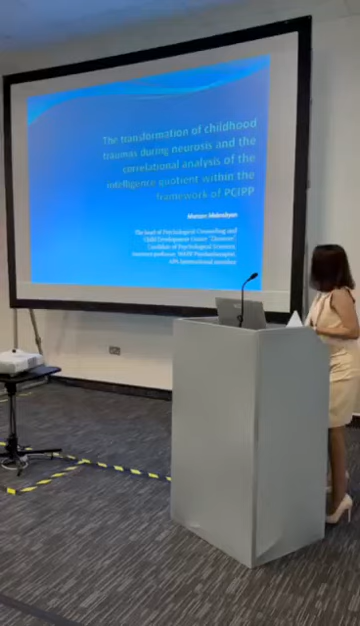 The transformation of childhood
traumas during neurosis and the
correlational analysis of the
intelligence quotient within the
framework of PCIPP
The head of Psychological Counseling and
Child Development Center
Candidate of Psychological Sciences,
Assistant professor, WAPP Psychotherapist,
APA International member